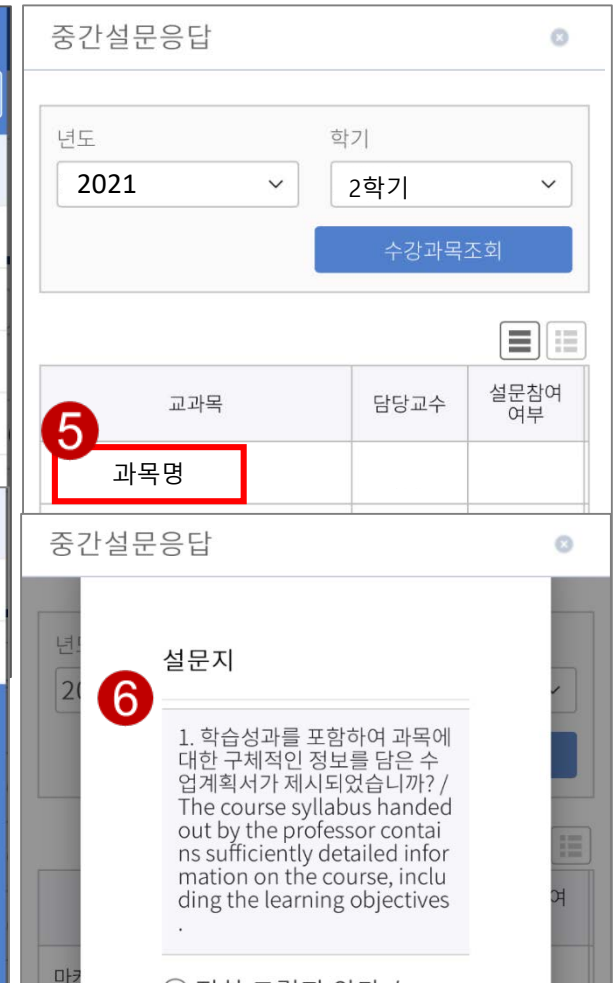 중간설문응답
년도 학기
2021 2학기
수강과목조회
교과목 담당교수 설문참여
여부
5
과목명
중간설문응답
설문지
6
1. 학습성과를 포함하여 과목에
대한 구체적인 정보를 담은 수
업계획서가 제시되었습니까? /
The course syllabus handed
out by the professor contai
ns sufficiently detailed infor
mation on the course, inclu
ding the learning objectives
.